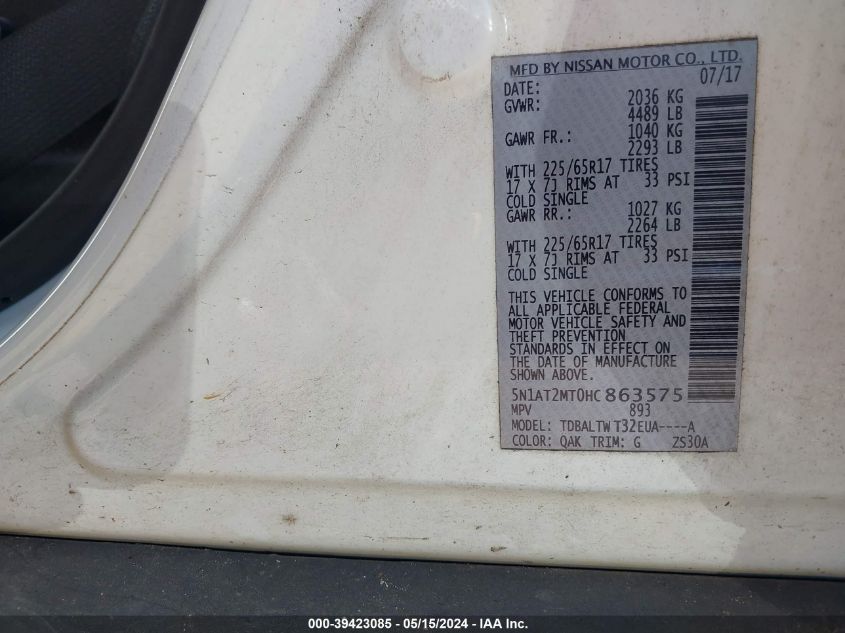 MFD BY NISSAN MOTOR CO., LTD.
DATE: 07/17
GVWR: 2036 KG
4489 LB
GAWR FR.: 1040 KG
2293 LB
WITH 225/65R17 TIRES
17 X 7J RIMS AT 33 PSI
COLD SINGLE
GAWR RR.: 1027 KG
2264 LB
WITH 225/65R17 TIRES
17 X 7J RIMS AT 33 PSI
COLD SINGLE
THIS VEHICLE CONFORMS TO
ALL APPLICABLE FEDERAL
MOTOR VEHICLE SAFETY AND
THEFT PREVENTION
STANDARDS IN EFFECT ON
THE DATE OF MANUFACTURE
SHOWN ABOVE.
5N1AT2MT0HC863575
MPV 893
MODEL: TDBALTW T32EUA----A
COLOR: QAK TRIM: G ZS30A
000-39423085 - 05/15/2024 - IAA Inc.